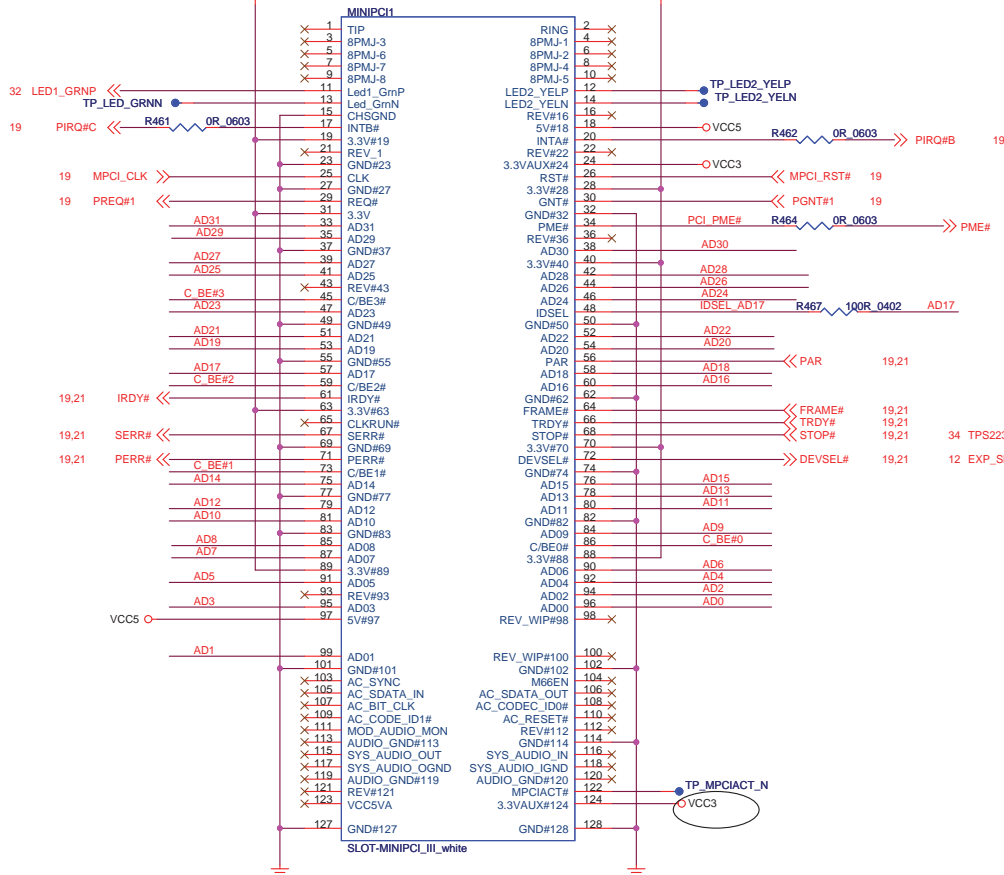 MINIPCI1
1 TIP RING 2
3 8PMJ-3 8PMJ-1 4
5 8PMJ-6 8PMJ-2 6
7 8PMJ-7 8PMJ-4 8
9 8PMJ-8 8PMJ-5 10
32 LED1_GRNP 11 Led1_GrnP LED2_YELP 12 TP_LED2_YELP
TP_LED_GRNN 13 Led_GrnN LED2_YELN 14 TP_LED2_YELN
15 CHSGND REV#16 16
19 PIRQ#C R461 0R_0603 17 INTB# 5V#18 18 VCC5
19 3.3V#19 INTA# 20 R462 0R_0603 PIRQ#B 19
21 REV_1 REV#22 22
23 GND#23 3.3VAUX#24 24 VCC3
19 MPCI_CLK 25 CLK RST# 26 MPCI_RST# 19
27 GND#27 3.3V#28 28
19 PREQ#1 29 REQ# GNT# 30 PGNT#1 19
31 3.3V GND#32 32
AD31 33 AD31 PME# 34 PCI_PME# R464 0R_0603 PME#
AD29 35 AD29 REV#36 36
37 GND#37 AD30 38 AD30
AD27 39 AD27 3.3V#40 40
AD25 41 AD25 AD28 42 AD28
43 REV#43 AD26 44 AD26
C_BE#3 45 C/BE3# AD24 46 AD24
AD23 47 AD23 IDSEL 48 IDSEL_AD17 R467 100R_0402 AD17
49 GND#49 GND#50 50
AD21 51 AD21 AD22 52 AD22
AD19 53 AD19 AD20 54 AD20
55 GND#55 PAR 56 PAR 19,21
AD17 57 AD17 AD18 58 AD18
C_BE#2 59 C/BE2# AD16 60 AD16
19,21 IRDY# 61 IRDY# GND#62 62
63 3.3V#63 FRAME# 64 FRAME# 19,21
65 CLKRUN# TRDY# 66 TRDY# 19,21
19,21 SERR# 67 SERR# STOP# 68 STOP# 19,21 34 TPS223
69 GND#69 3.3V#70 70
19,21 PERR# 71 PERR# DEVSEL# 72 DEVSEL# 19,21 12
C_BE#1 73 C/BE1# GND#74 74
AD14 75 AD14 AD15 76 AD15
77 GND#77 AD13 78 AD13
AD12 79 AD12 AD11 80 AD11
AD10 81 AD10 GND#82 82
83 GND#83 AD09 84 AD9
AD8 85 AD08 C/BE0# 86 C_BE#0
AD7 87 AD07 3.3V#88 88
89 3.3V#89 AD06 90 AD6
AD5 91 AD05 AD04 92 AD4
93 REV#93 AD02 94 AD2
AD3 95 AD03 AD00 96 AD0
VCC5 97 5V#97 REV_WIP#98 98
AD1 99 AD01 REV_WIP#100 100
101 GND#101 GND#102 102
103 AC_SYNC M66EN 104
105 AC_SDATA_IN AC_SDATA_OUT 106
107 AC_BIT_CLK AC_CODEC_ID0# 108
109 AC_CODE_ID1# AC_RESET# 110
111 MOD_AUDIO_MON REV#112 112
113 AUDIO_GND#113 GND#114 114
115 SYS_AUDIO_OUT SYS_AUDIO_IN 116
117 SYS_AUDIO_OGND SYS_AUDIO_IGND 118
119 AUDIO_GND#119 AUDIO_GND#120 120
121 REV#121 MPCIACT# 122 TP_MPCIACT_N
123 VCC5VA 3.3VAUX#124 124 VCC3
127 GND#127 GND#128 128
SLOT-MINIPCI_III_white